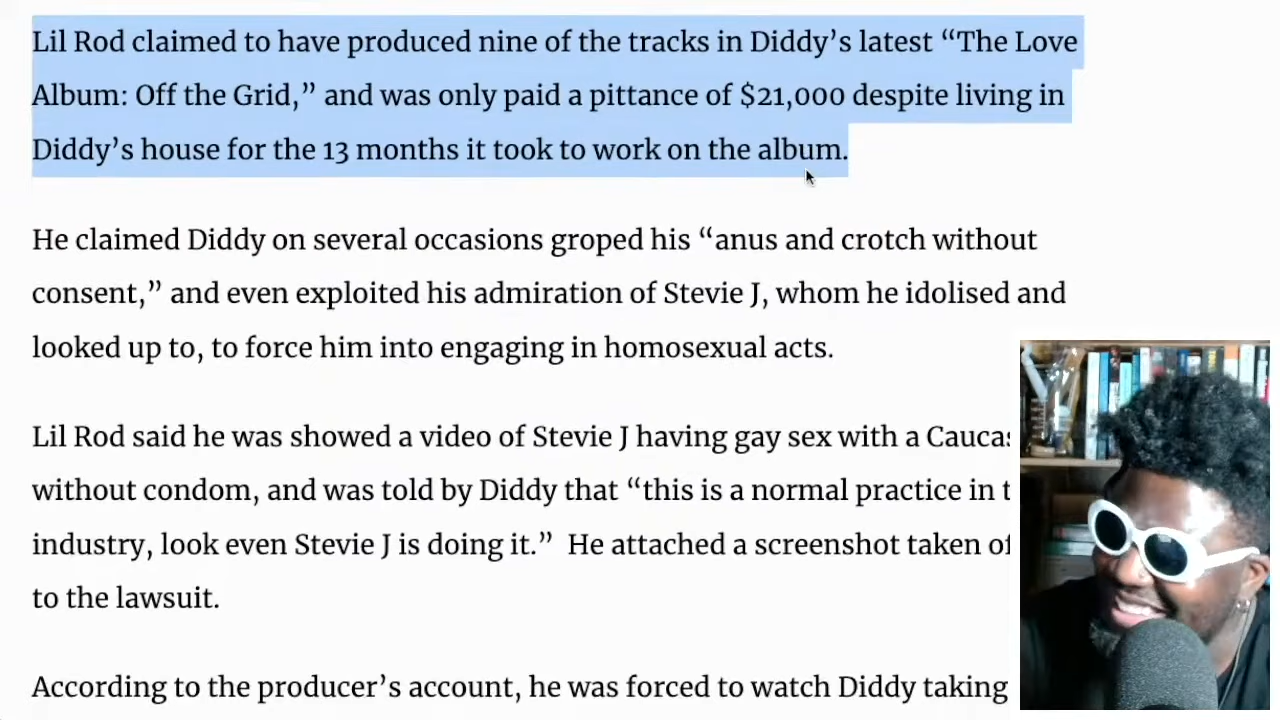 Lil Rod claimed to have produced nine of the tracks in Diddy’s latest “The Love
Album: Off the Grid,” and was only paid a pittance of $21,000 despite living in
Diddy’s house for the 13 months it took to work on the album.
He claimed Diddy on several occasions groped his “anus and crotch without
consent,” and even exploited his admiration of Stevie J, whom he idolised and
looked up to, to force him into engaging in homosexual acts.
Lil Rod said he was showed a video of Stevie J having gay sex with a
without condom, and was told by Diddy that “this is a normal practice in
industry, look even Stevie J is doing it.” He attached a screenshot taken
to the lawsuit.
According to the producer’s account, he was forced to watch Diddy taking